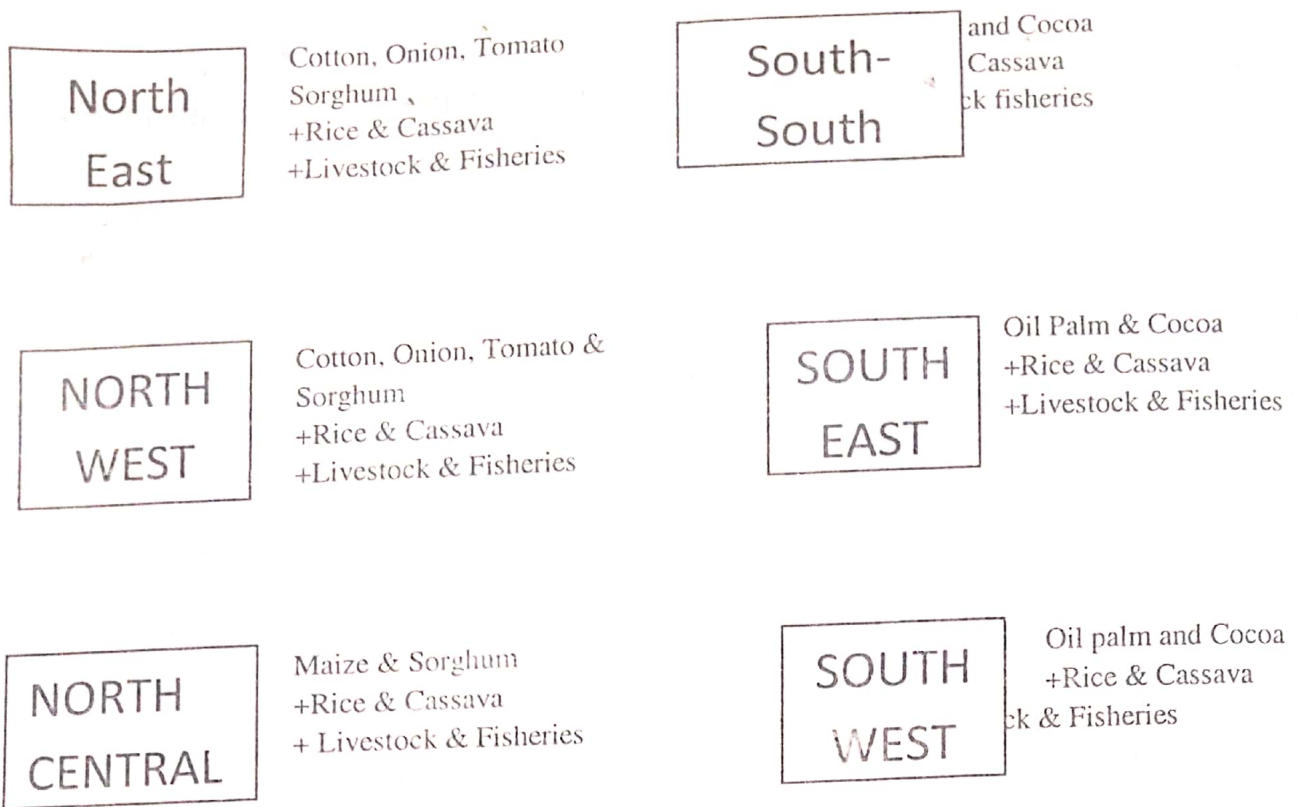 North
East
Cotton, Onion, Tomato
Sorghum
+Rice & Cassava
+Livestock & Fisheries
South-
South
and Cocoa
Cassava
ck fisheries
NORTH
WEST
Cotton, Onion, Tomato &
Sorghum
+Rice & Cassava
+Livestock & Fisheries
SOUTH
EAST
Oil Palm & Cocoa
+Rice & Cassava
+Livestock & Fisheries
NORTH
CENTRAL
Maize & Sorghum
+Rice & Cassava
+ Livestock & Fisheries
SOUTH
WEST
Oil palm and Cocoa
+Rice & Cassava
ck & Fisheries